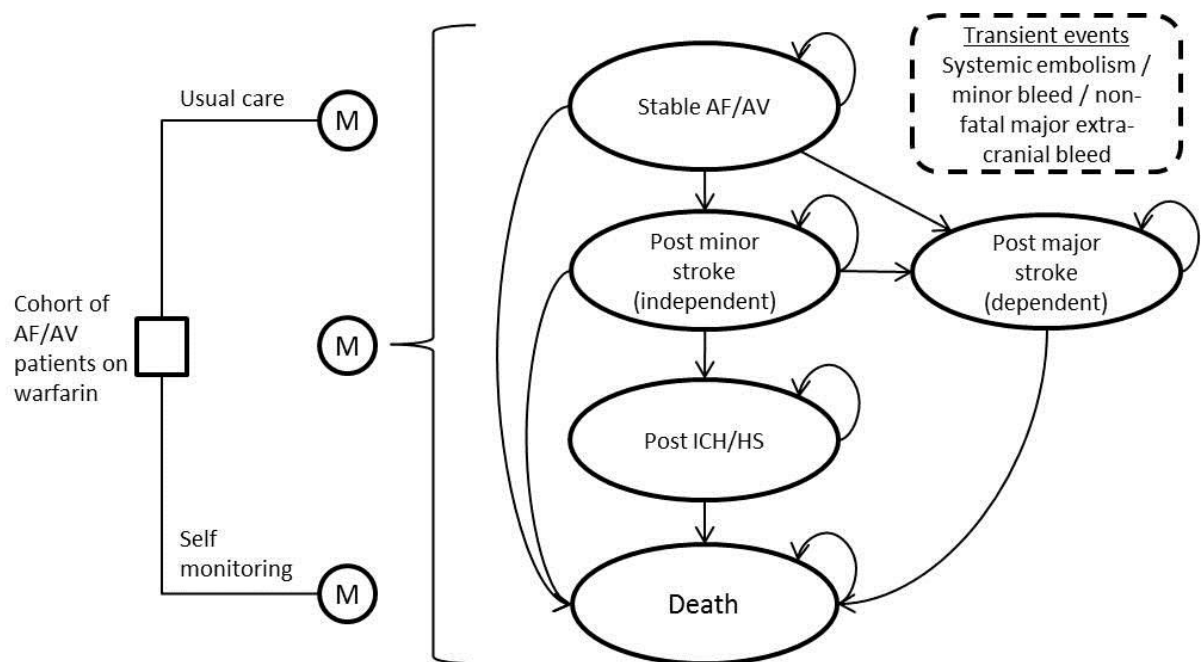 Usual care
M
Cohort of
AF/AV
patients on
warfarin
M
Self
monitoring
M
Stable AF/AV
Post minor
stroke
(independent)
Post major
stroke
(dependent)
Post ICH/HS
Death
Transient events
Systemic embolism /
minor bleed / non-
fatal major extra-
cranial bleed